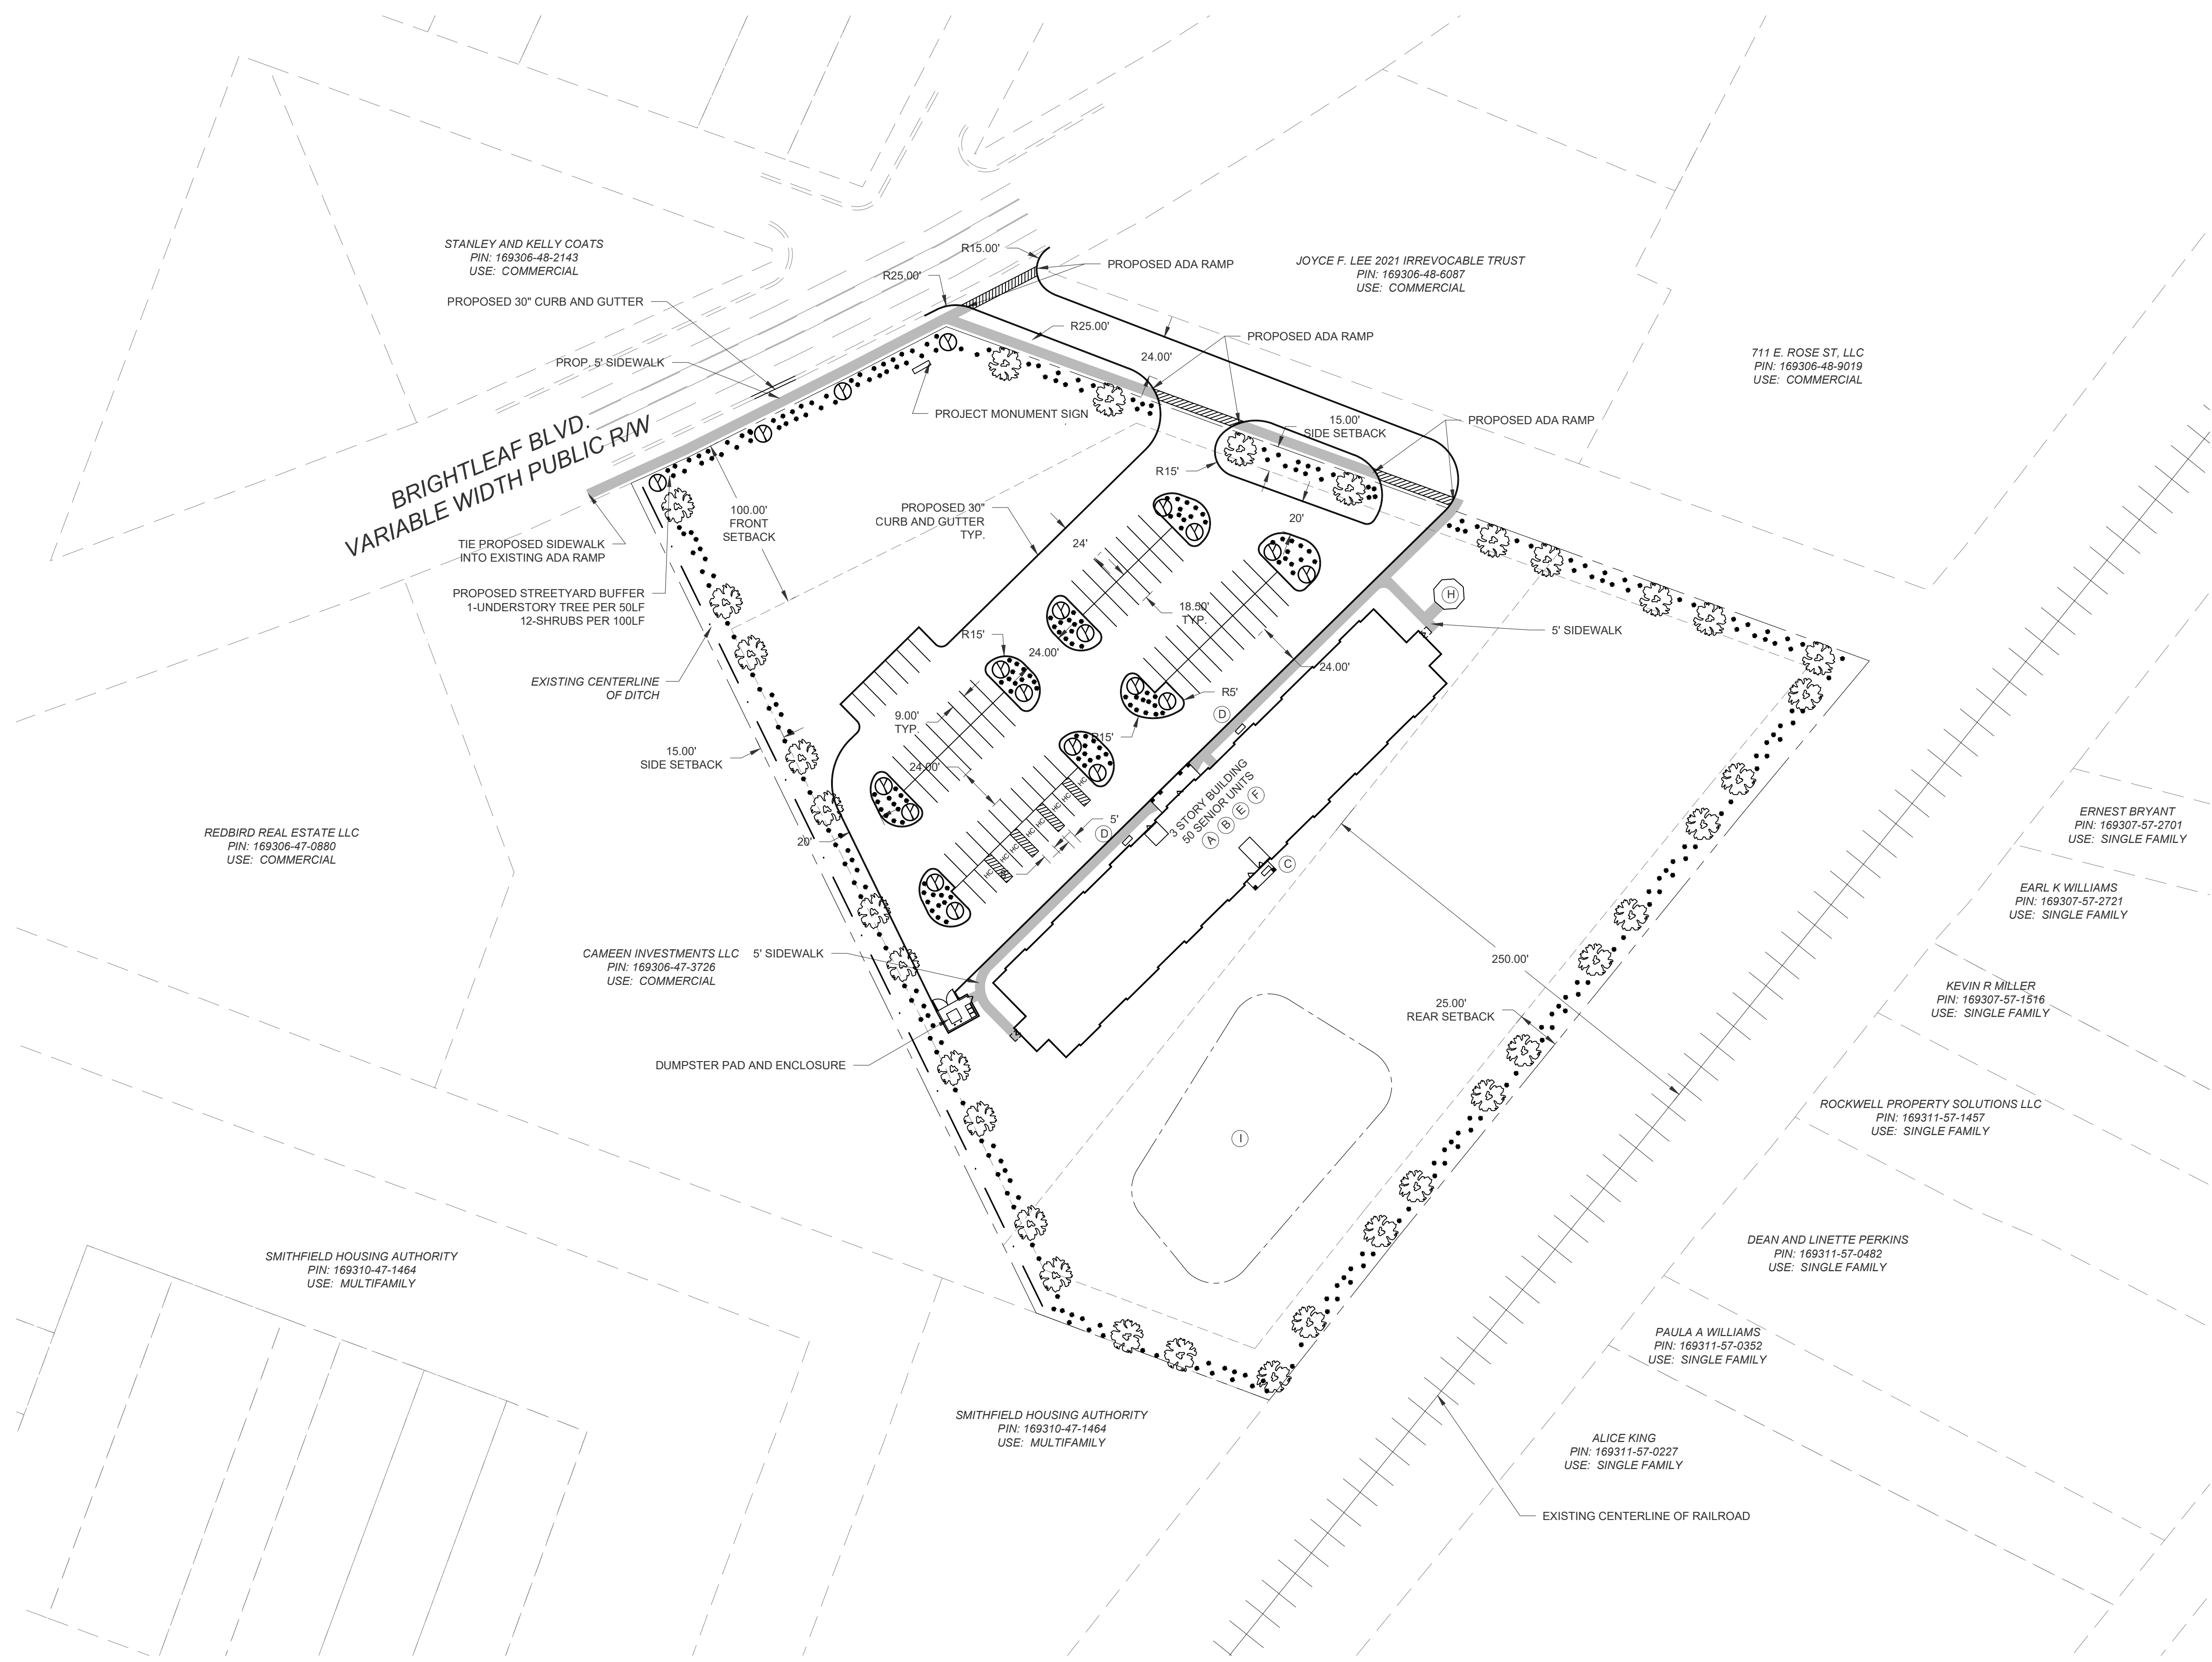 R15.00'
R25.00'
STANLEY AND KELLY COATS
PIN: 169306-48-2143
USE: COMMERCIAL
PROPOSED ADA RAMP
JOYCE F. LEE 2021 IRREVOCABLE TRUST
PIN: 169306-48-6087
USE: COMMERCIAL
PROPOSED 30" CURB AND GUTTER
R25.00'
PROPOSED ADA RAMP
24.00'
PROP. 5' SIDEWALK
711 E. ROSE ST, LLC
PIN: 169306-48-9019
USE: COMMERCIAL
PROJECT MONUMENT SIGN
15.00'
SIDE SETBACK
PROPOSED ADA RAMP
BRIGHTLEAF BLVD.
VARIABLE WIDTH PUBLIC R/W
R15'
100.00'
FRONT
SETBACK
PROPOSED 30"
CURB AND GUTTER
TYP.
20'
24'
TIE PROPOSED SIDEWALK
INTO EXISTING ADA RAMP
PROPOSED STREETYARD BUFFER
1-UNDERSTORY TREE PER 50LF
12-SHRUBS PER 100LF
18.50'
TYP.
H
5' SIDEWALK
R15'
24.00'
24.00'
EXISTING CENTERLINE
OF DITCH
R5'
9.00'
TYP.
D
R15'
15.00'
SIDE SETBACK
24.00'
HC
HC
HC
HC
HC
HC
HC
5'
D
20'
3 STORY BUILDING
50 SENIOR UNITS
A B E F
C
REDBIRD REAL ESTATE LLC
PIN: 169306-47-0880
USE: COMMERCIAL
ERNEST BRYANT
PIN: 169307-57-2701
USE: SINGLE FAMILY
EARL K WILLIAMS
PIN: 169307-57-2721
USE: SINGLE FAMILY
CAMEEN INVESTMENTS LLC
PIN: 169306-47-3726
USE: COMMERCIAL
5' SIDEWALK
250.00'
25.00'
REAR SETBACK
KEVIN R MILLER
PIN: 169307-57-1516
USE: SINGLE FAMILY
DUMPSTER PAD AND ENCLOSURE
ROCKWELL PROPERTY SOLUTIONS LLC
PIN: 169311-57-1457
USE: SINGLE FAMILY
I
SMITHFIELD HOUSING AUTHORITY
PIN: 169310-47-1464
USE: MULTIFAMILY
DEAN AND LINETTE PERKINS
PIN: 169311-57-0482
USE: SINGLE FAMILY
PAULA A WILLIAMS
PIN: 169311-57-0352
USE: SINGLE FAMILY
SMITHFIELD HOUSING AUTHORITY
PIN: 169310-47-1464
USE: MULTIFAMILY
ALICE KING
PIN: 169311-57-0227
USE: SINGLE FAMILY
EXISTING CENTERLINE OF RAILROAD